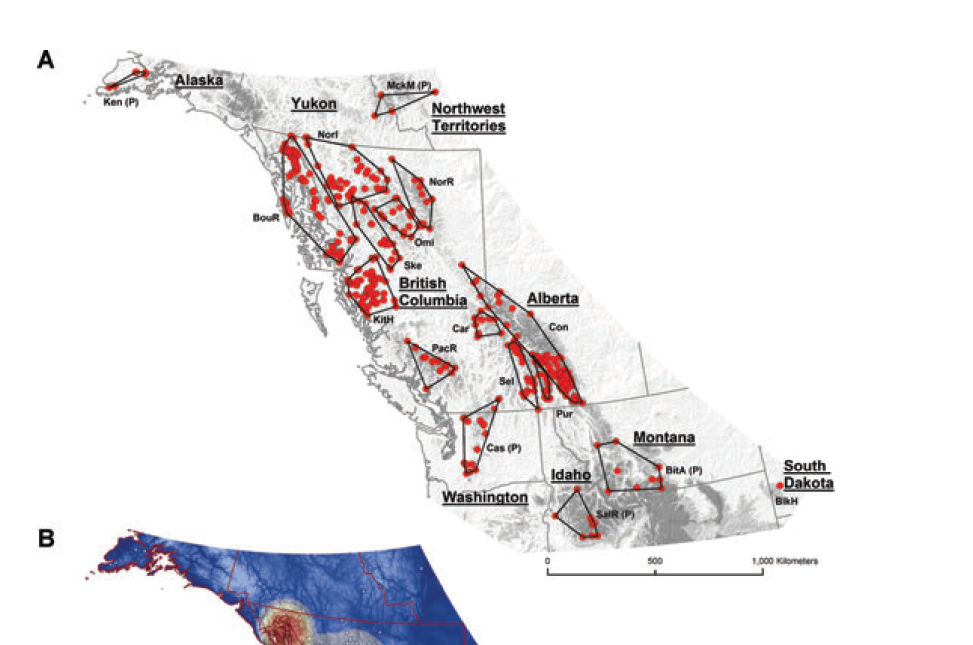 A
Alaska
Ken (P)
Yukon
MckM (P)
Northwest
Territories
NorI
NorR
BouR
Omi
Ske
British
Columbia
KitH
Alberta
Car
Con
PacR
Sel
Pur
Cas (P)
Montana
BitA (P)
Idaho
South
Dakota
BlkH
Washington
SalR (P)
B
0
500
1,000 Kilometers